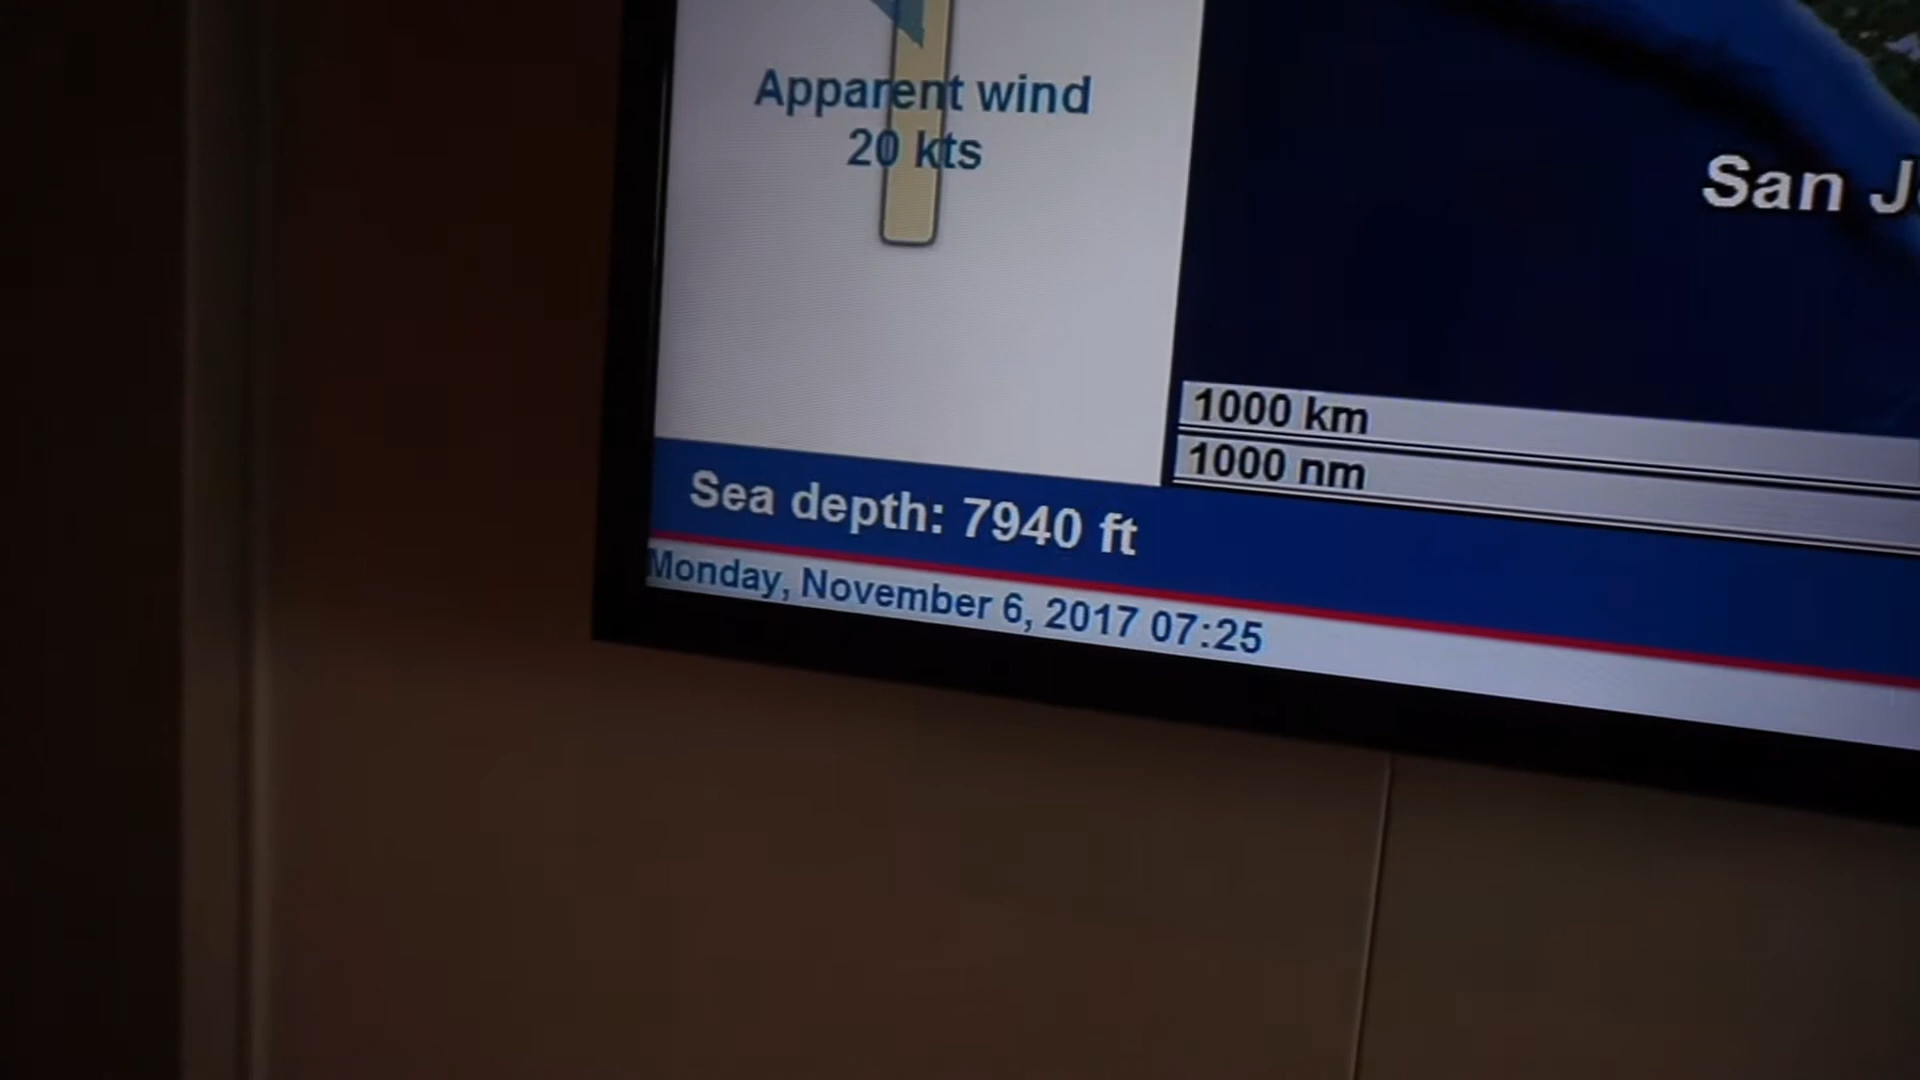 Apparent wind
20 kts
San J
1000 km
1000 nm
Sea depth: 7940 ft
Monday, November 6, 2017 07:25